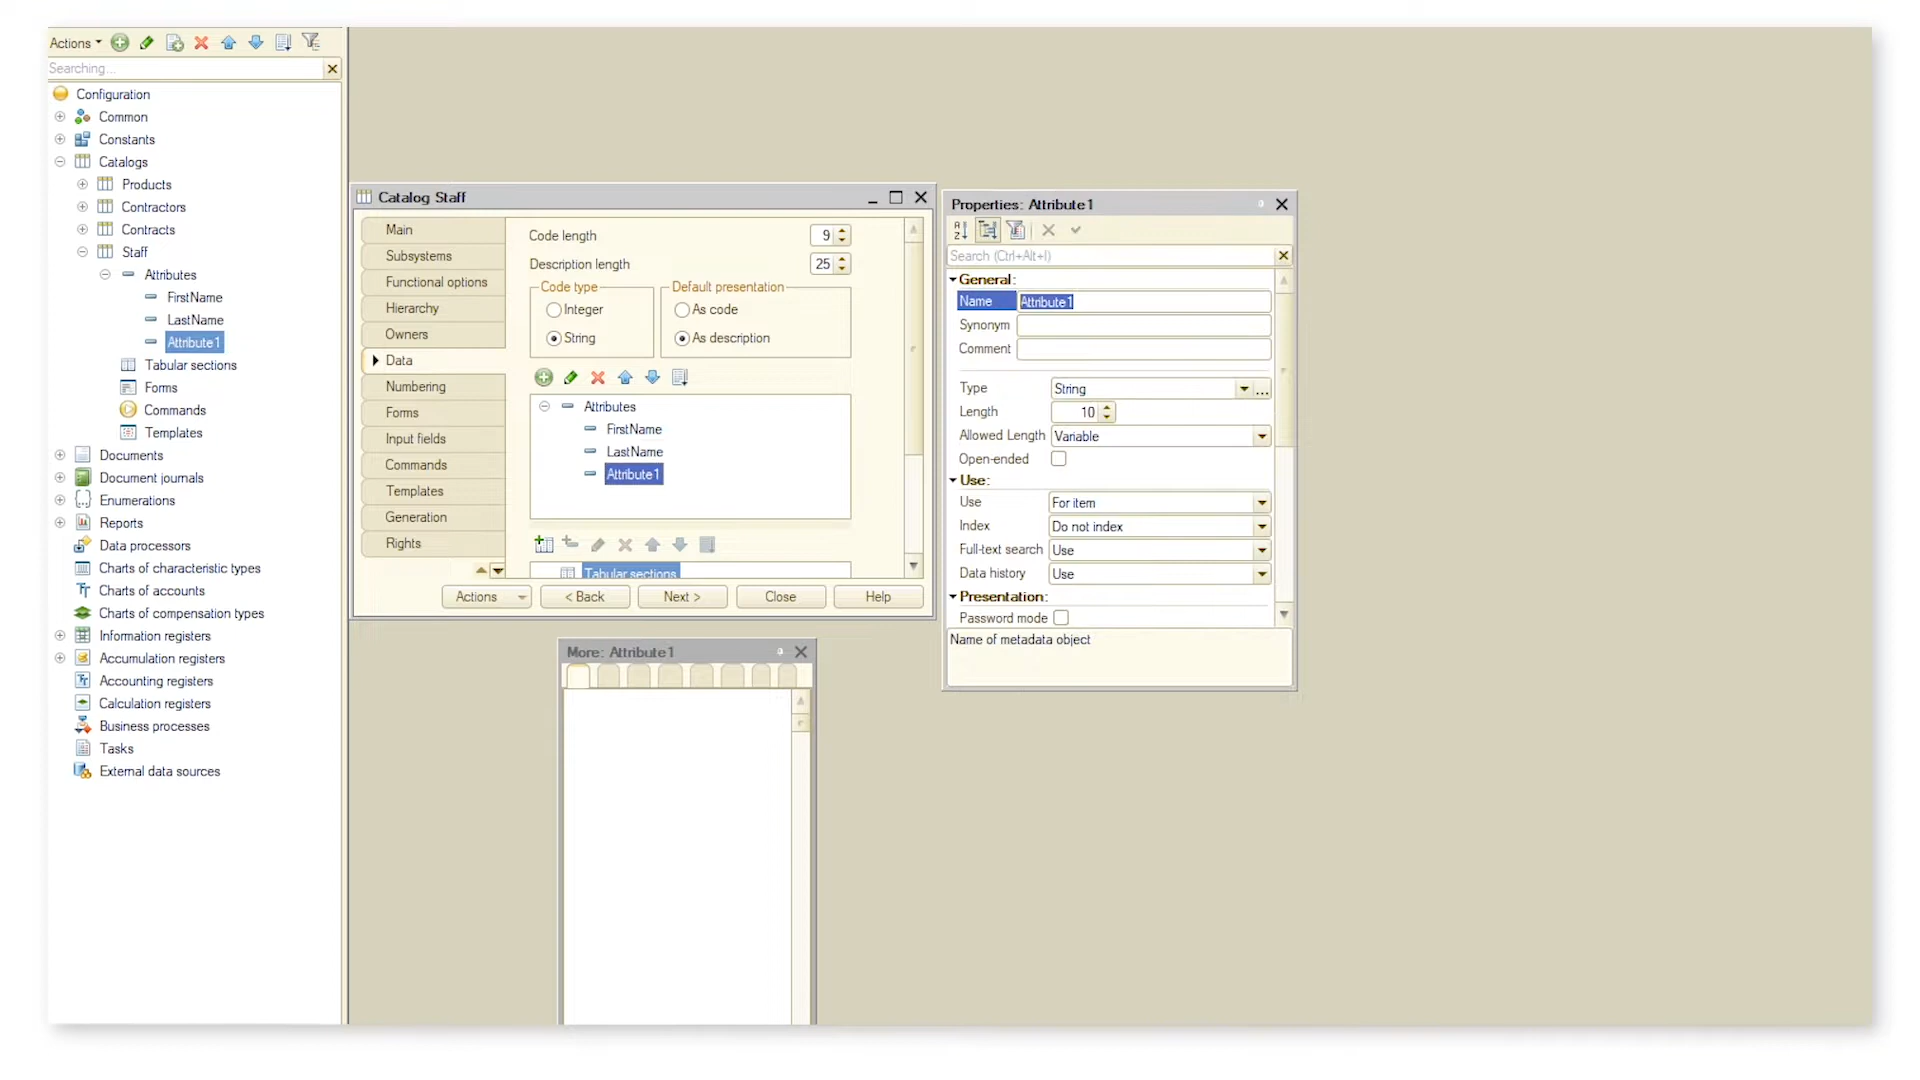 Actions
Searching...
Configuration
Common
Constants
Catalogs
Products
Contractors
Contracts
Staff
Attributes
FirstName
LastName
Attribute1
Tabular sections
Forms
Commands
Templates
Documents
Document journals
Enumerations
Reports
Data processors
Charts of characteristic types
Charts of accounts
Charts of compensation types
Information registers
Accumulation registers
Accounting registers
Calculation registers
Business processes
Tasks
External data sources
Catalog Staff
Main
Subsystems
Functional options
Hierarchy
Owners
Data
Numbering
Forms
Input fields
Commands
Templates
Generation
Rights
Code length 9
Description length 25
Code type
Integer
String
Default presentation
As code
As description
Attributes
FirstName
LastName
Attribute1
Tabular sections
Actions
< Back
Next >
Close
Help
More: Attribute1
Properties: Attribute1
Search (Ctrl+Alt+I)
General:
Name Attribute1
Synonym
Comment
Type String ...
Length 10
Allowed Length Variable
Open-ended
Use:
Use For item
Index Do not index
Full-text search Use
Data history Use
Presentation:
Password mode
Name of metadata object